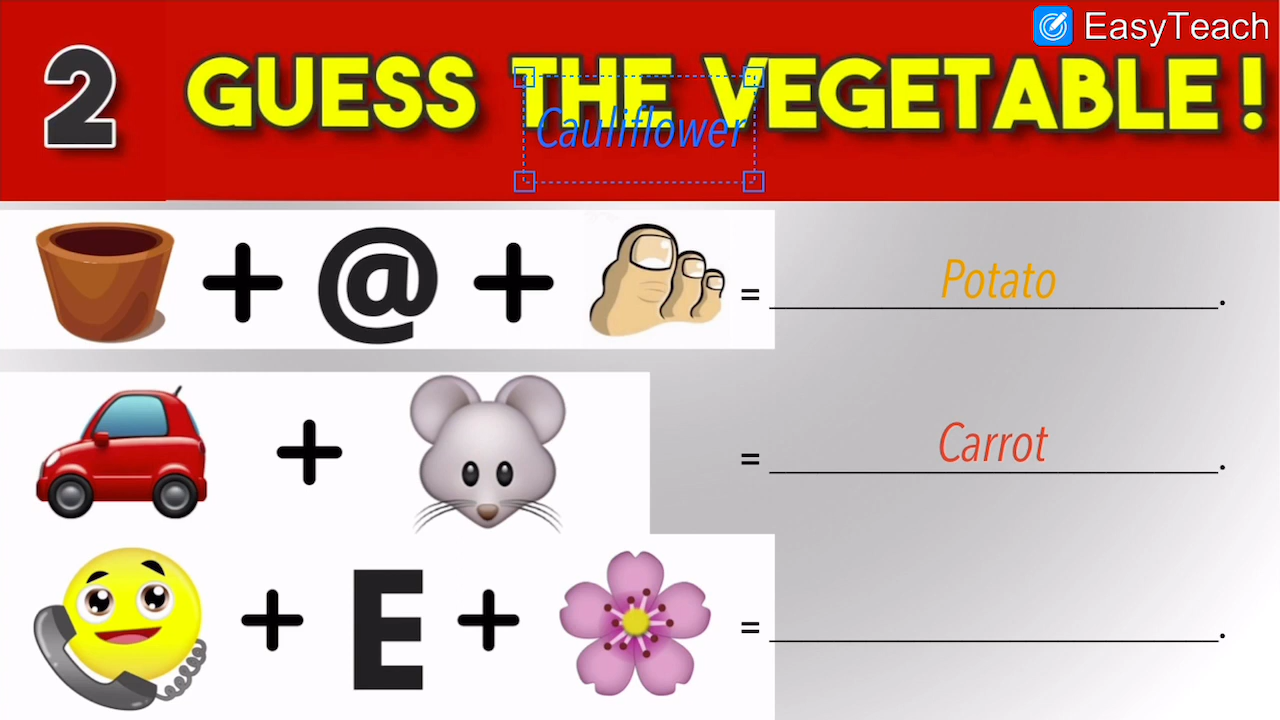 EasyTeach
2 GUESS THE VEGETABLE!
Cauliflower
+ @ + = Potato.
+ = Carrot.
+ E + = .